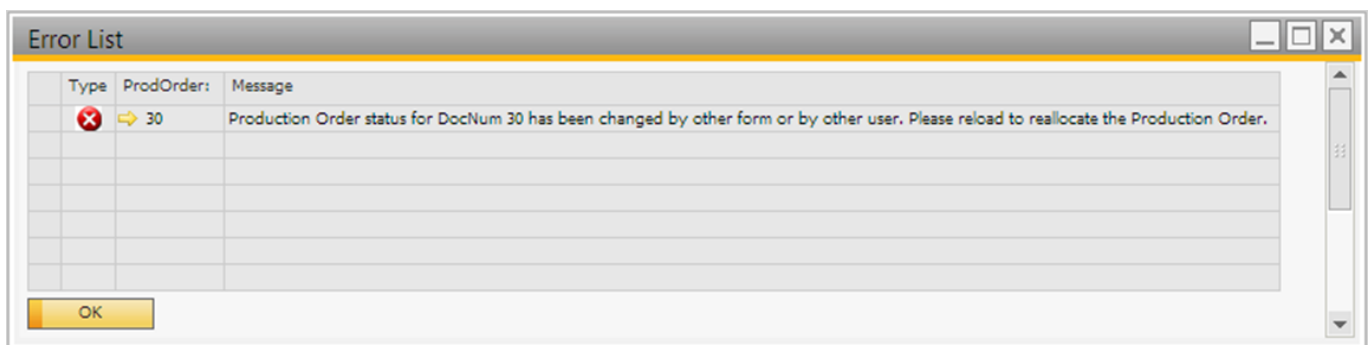 Error List
Type ProdOrder: Message
30 Production Order status for DocNum 30 has been changed by other form or by other user. Please reload to reallocate the Production Order.
OK